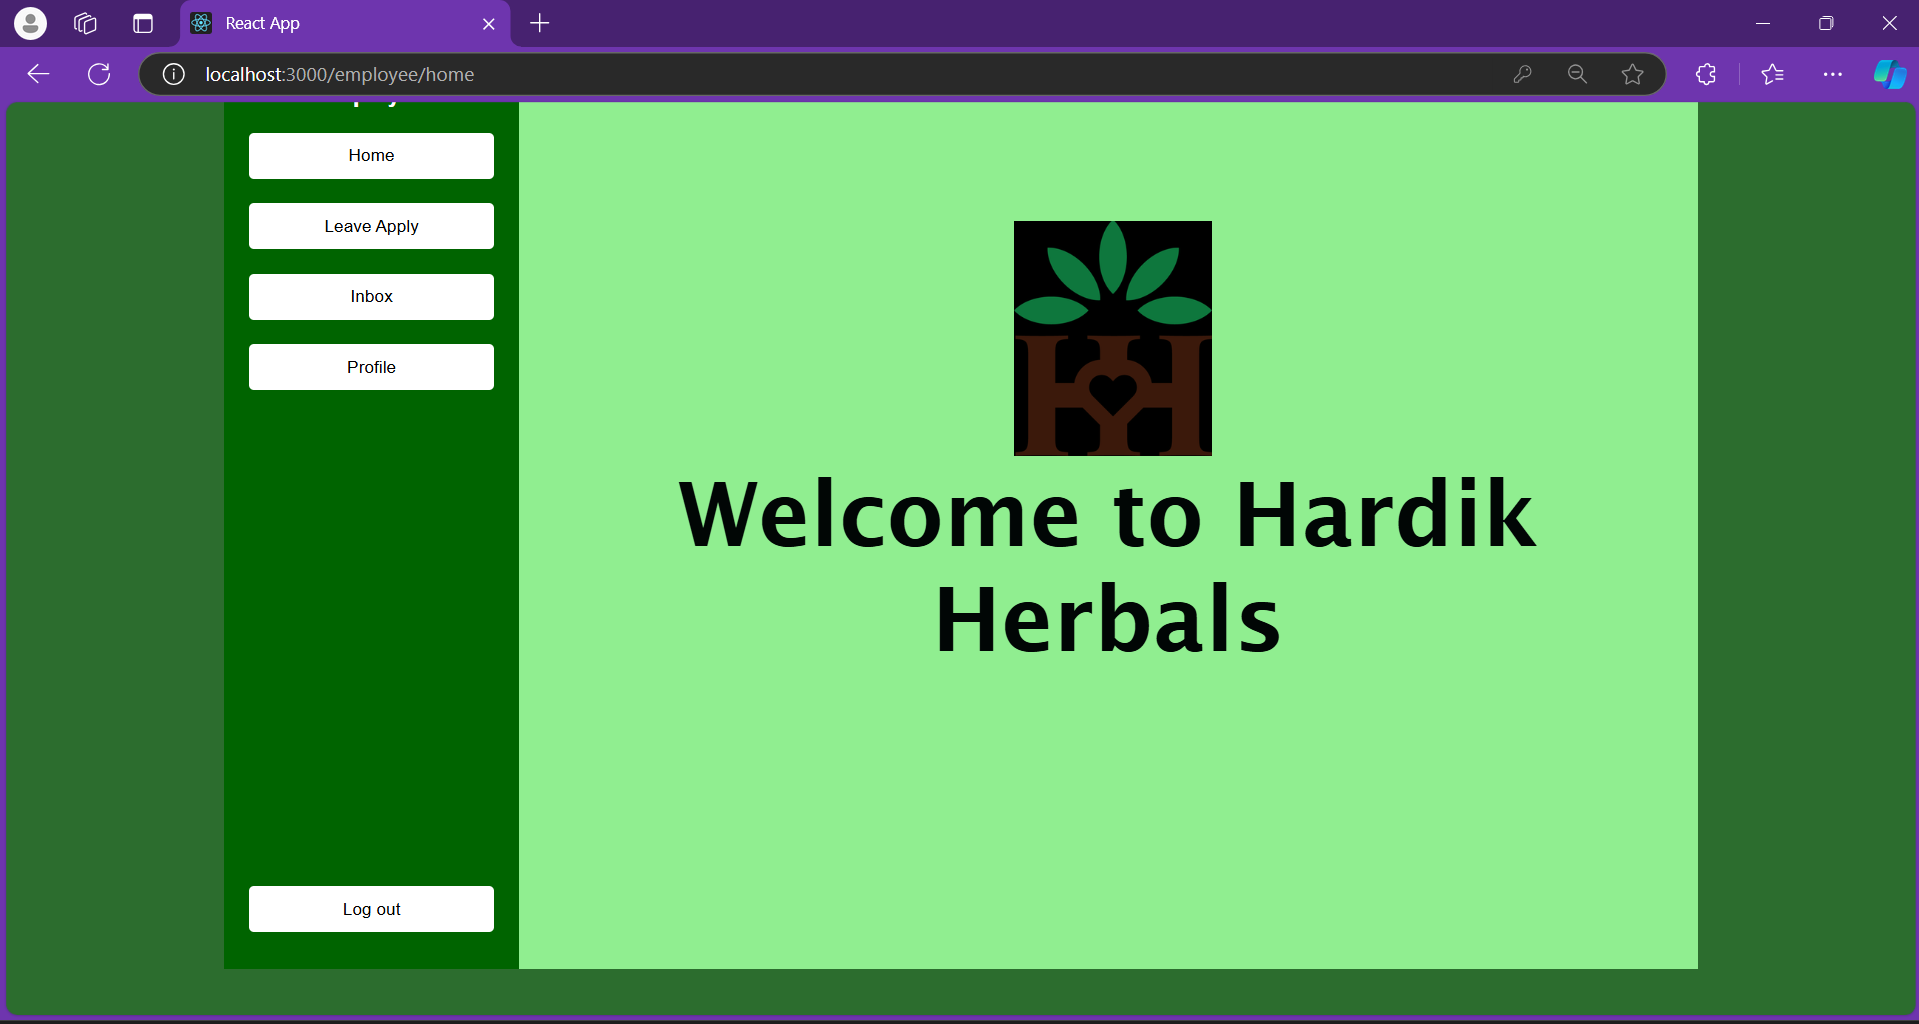 React App
localhost:3000/employee/home
Home
Leave Apply
Inbox
Profile
Log out
Welcome to Hardik
Herbals